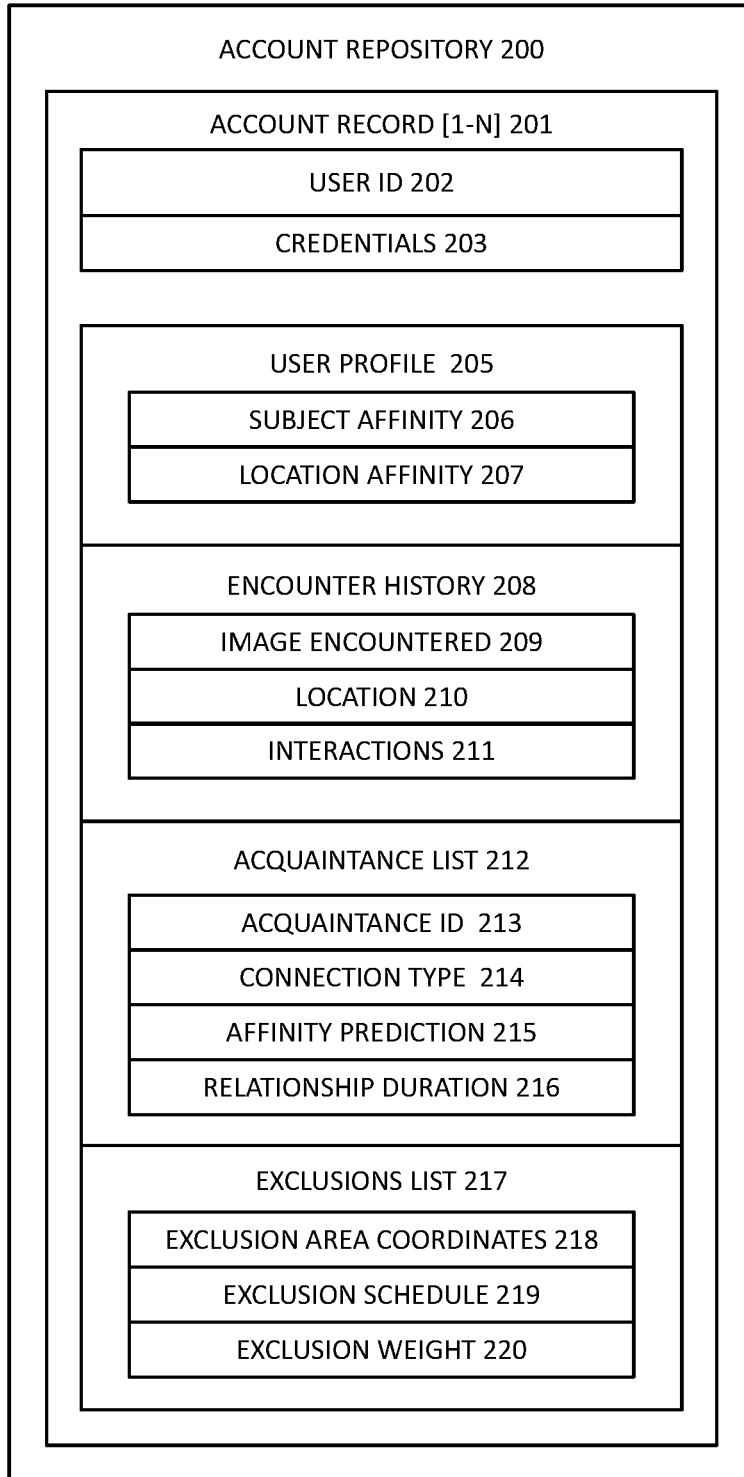 ACCOUNT REPOSITORY 200
ACCOUNT RECORD [1-N] 201
USER ID 202
CREDENTIALS 203
USER PROFILE 205
SUBJECT AFFINITY 206
LOCATION AFFINITY 207
ENCOUNTER HISTORY 208
IMAGE ENCOUNTERED 209
LOCATION 210
INTERACTIONS 211
ACQUAINTANCE LIST 212
ACQUAINTANCE ID 213
CONNECTION TYPE 214
AFFINITY PREDICTION 215
RELATIONSHIP DURATION 216
EXCLUSIONS LIST 217
EXCLUSION AREA COORDINATES 218
EXCLUSION SCHEDULE 219
EXCLUSION WEIGHT 220